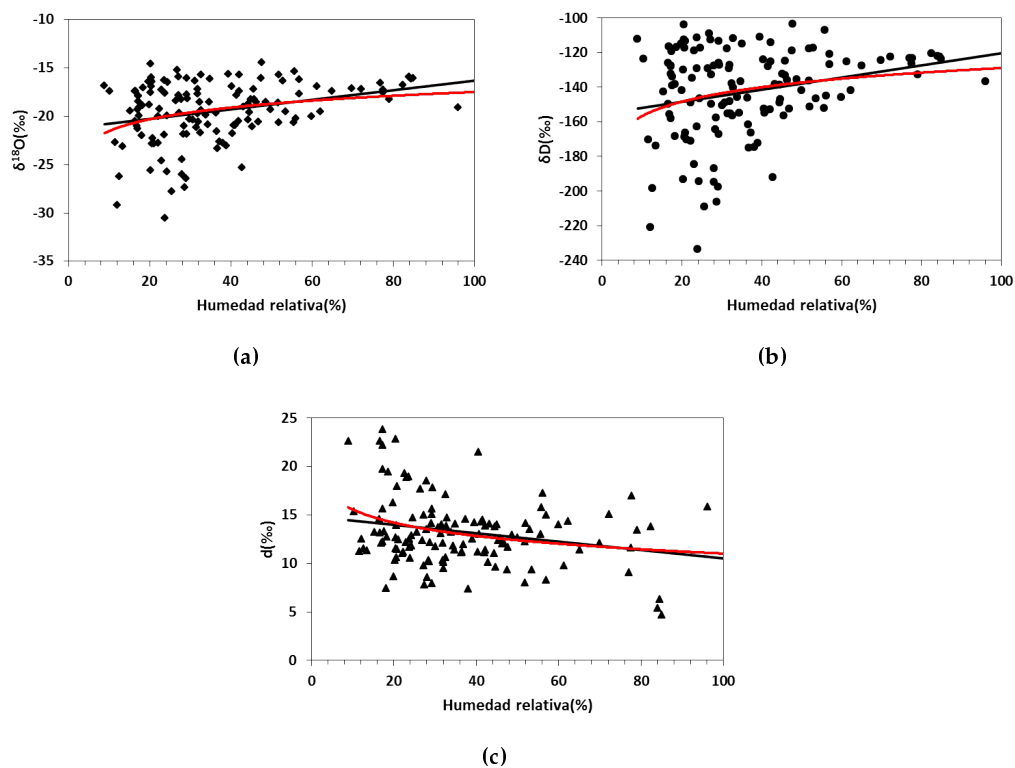 -10
-15
-20
-25
-30
-35
0 20 40 60 80 100
δ¹⁸O(‰)
Humedad relativa(%)
(a)
-100
-120
-140
-160
-180
-200
-220
-240
0 20 40 60 80 100
δD(‰)
Humedad relativa(%)
(b)
25
20
15
10
5
0
0 20 40 60 80 100
d(‰)
Humedad relativa(%)
(c)